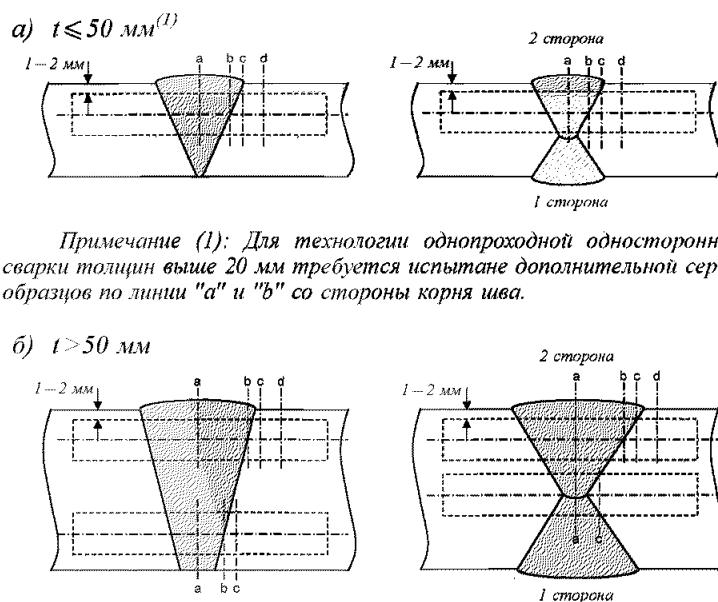 а) t⩽50 мм(1)
2 сторона
1–2 мм
a b c d
1–2 мм
a b c d
1 сторона
Примечание (1): Для технологии однопроходной односторонн
сварки толщин выше 20 мм требуется испытане дополнительной сер
образцов по линии "а" и "b" со стороны корня шва.
б) t>50 мм
2 сторона
1–2 мм
a b c d
1–2 мм
a b c d
a b c
a c
1 сторона